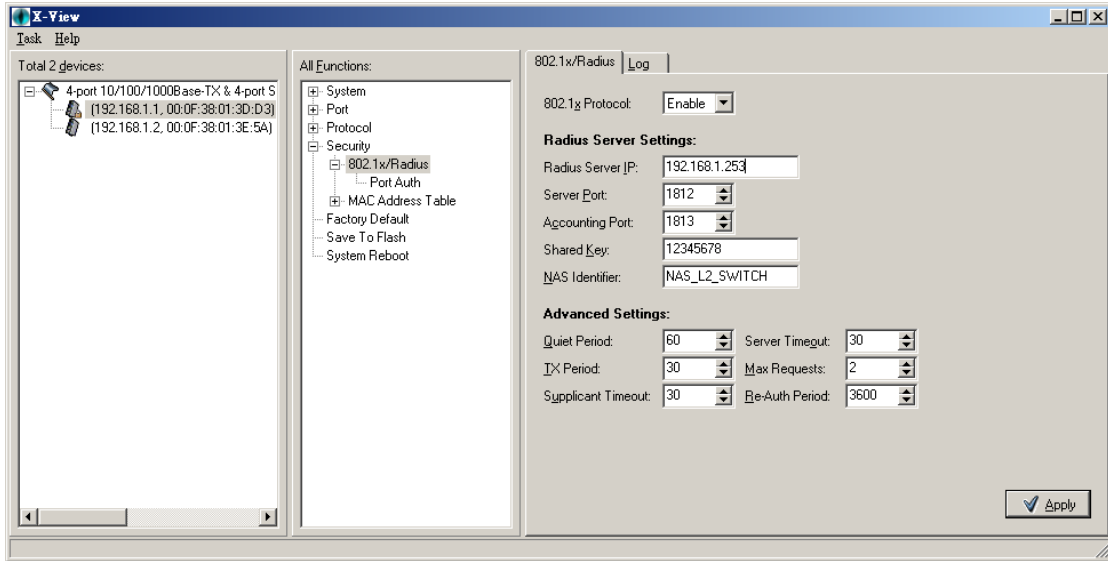 X-View
Task Help
Total 2 devices:
4-port 10/100/1000Base-TX & 4-port S
(192.168.1.1, 00:0F:38:01:3D:D3)
(192.168.1.2, 00:0F:38:01:3E:5A)
All Functions:
System
Port
Protocol
Security
802.1x/Radius
Port Auth
MAC Address Table
Factory Default
Save To Flash
System Reboot
802.1x/Radius Log
802.1x Protocol: Enable
Radius Server Settings:
Radius Server IP: 192.168.1.253
Server Port: 1812
Accounting Port: 1813
Shared Key: 12345678
NAS Identifier: NAS_L2_SWITCH
Advanced Settings:
Quiet Period: 60 Server Timeout: 30
TX Period: 30 Max Requests: 2
Supplicant Timeout: 30 Re-Auth Period: 3600
Apply